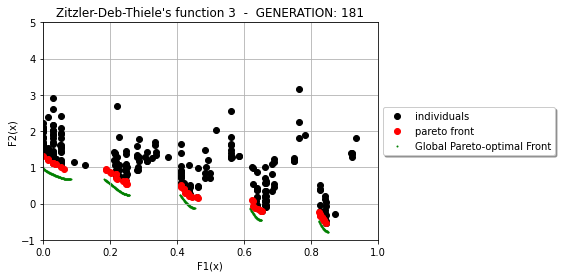 Zitzler-Deb-Thiele's function 3  -  GENERATION: 181
5
4
3
2
1
0
−1
F2(x)
0.0 0.2 0.4 0.6 0.8 1.0
F1(x)
individuals
pareto front
Global Pareto-optimal Front